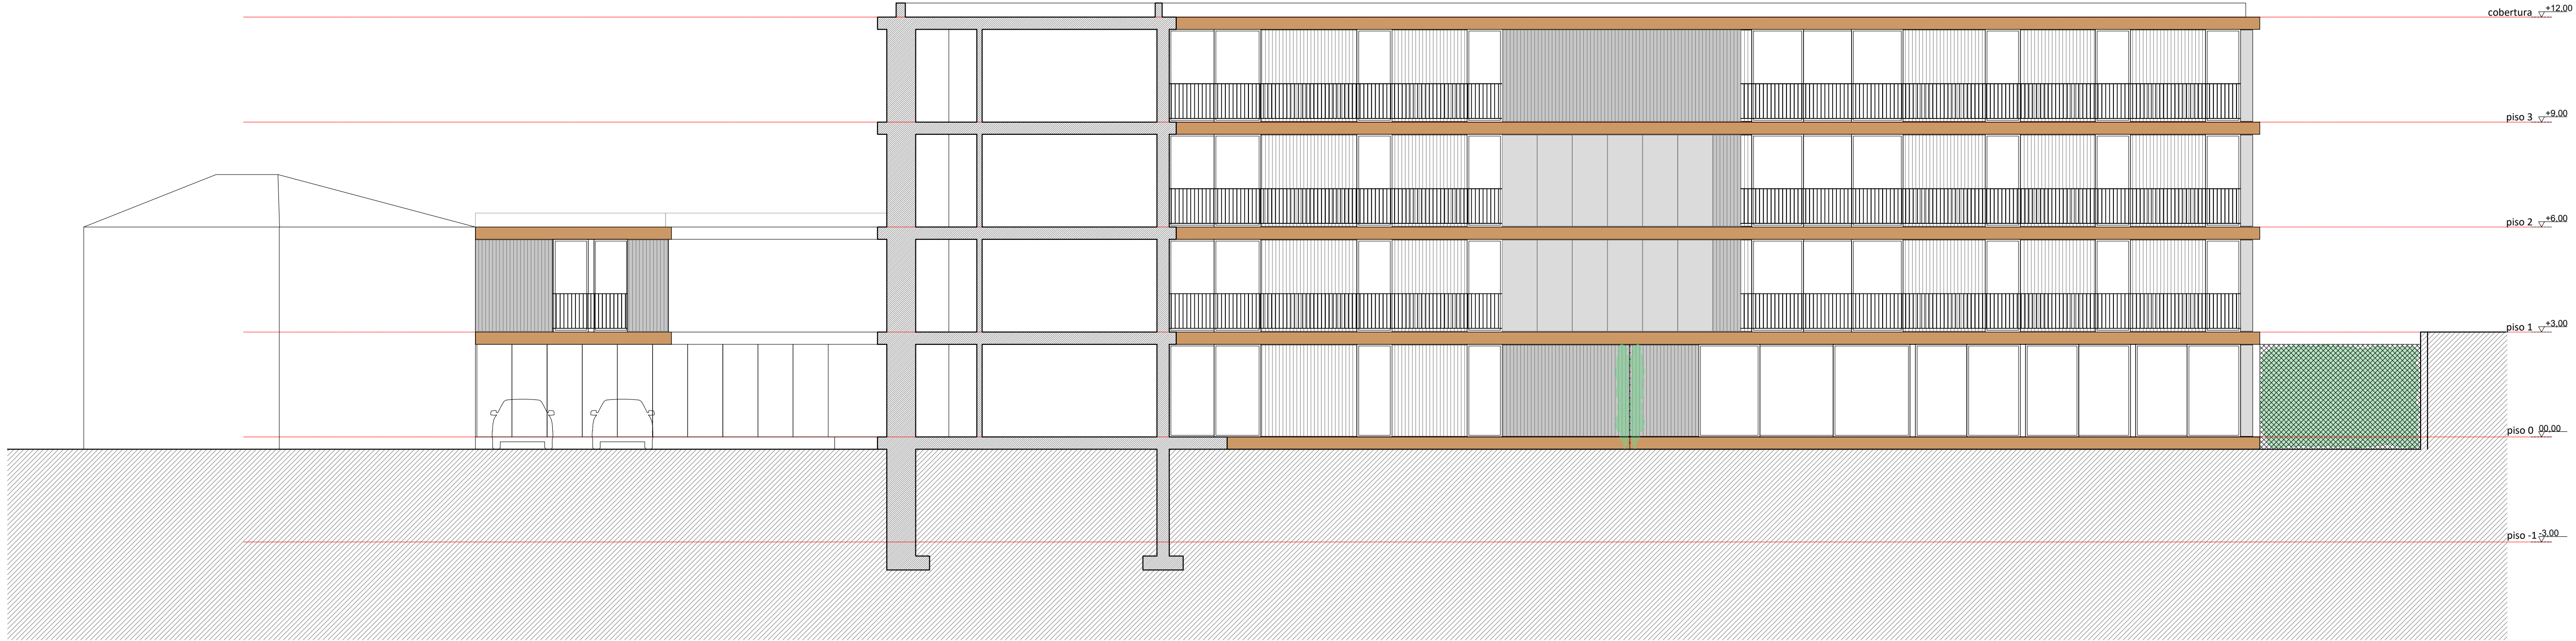 cobertura +12.00
piso 3 +9.00
piso 2 +6.00
piso 1 +3.00
piso 0 00.00
piso -1 -3.00